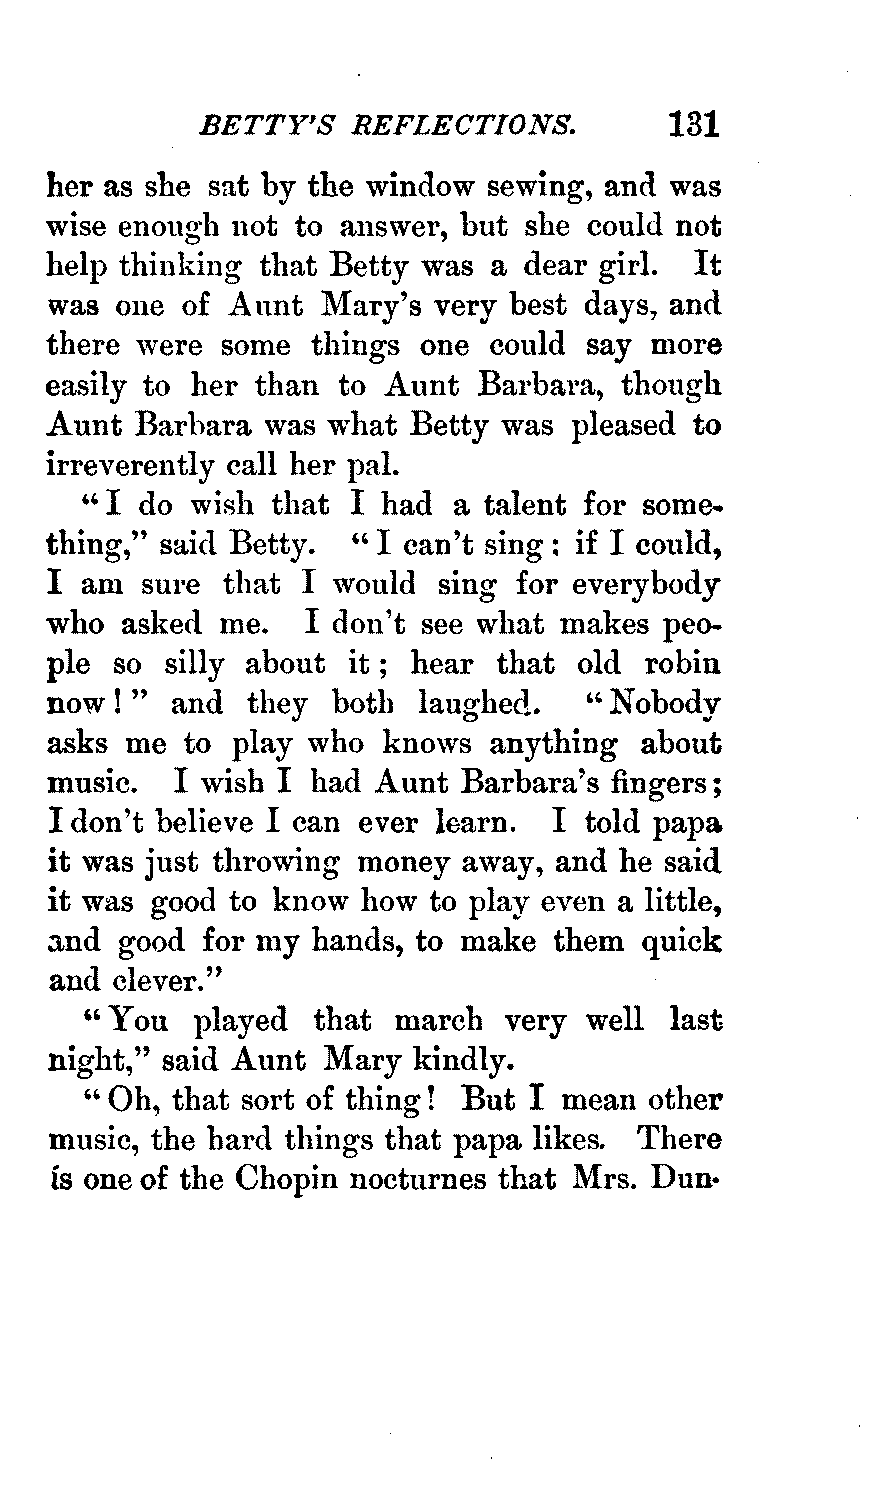 BETTY'S REFLECTIONS. 131
her as she sat by the window sewing, and was
wise enough not to answer, but she could not
help thinking that Betty was a dear girl. It
was one of Aunt Mary's very best days, and
there were some things one could say more
easily to her than to Aunt Barbara, though
Aunt Barbara was what Betty was pleased to
irreverently call her pal.
“I do wish that I had a talent for some-
thing,” said Betty. “I can't sing; if I could,
I am sure that I would sing for everybody
who asked me. I don't see what makes peo-
ple so silly about it; hear that old robin
now!” and they both laughed. “Nobody
asks me to play who knows anything about
music. I wish I had Aunt Barbara's fingers;
I don't believe I can ever learn. I told papa
it was just throwing money away, and he said
it was good to know how to play even a little,
and good for my hands, to make them quick
and clever.”
“You played that march very well last
night,” said Aunt Mary kindly.
“Oh, that sort of thing! But I mean other
music, the hard things that papa likes. There
is one of the Chopin nocturnes that Mrs. Dun-